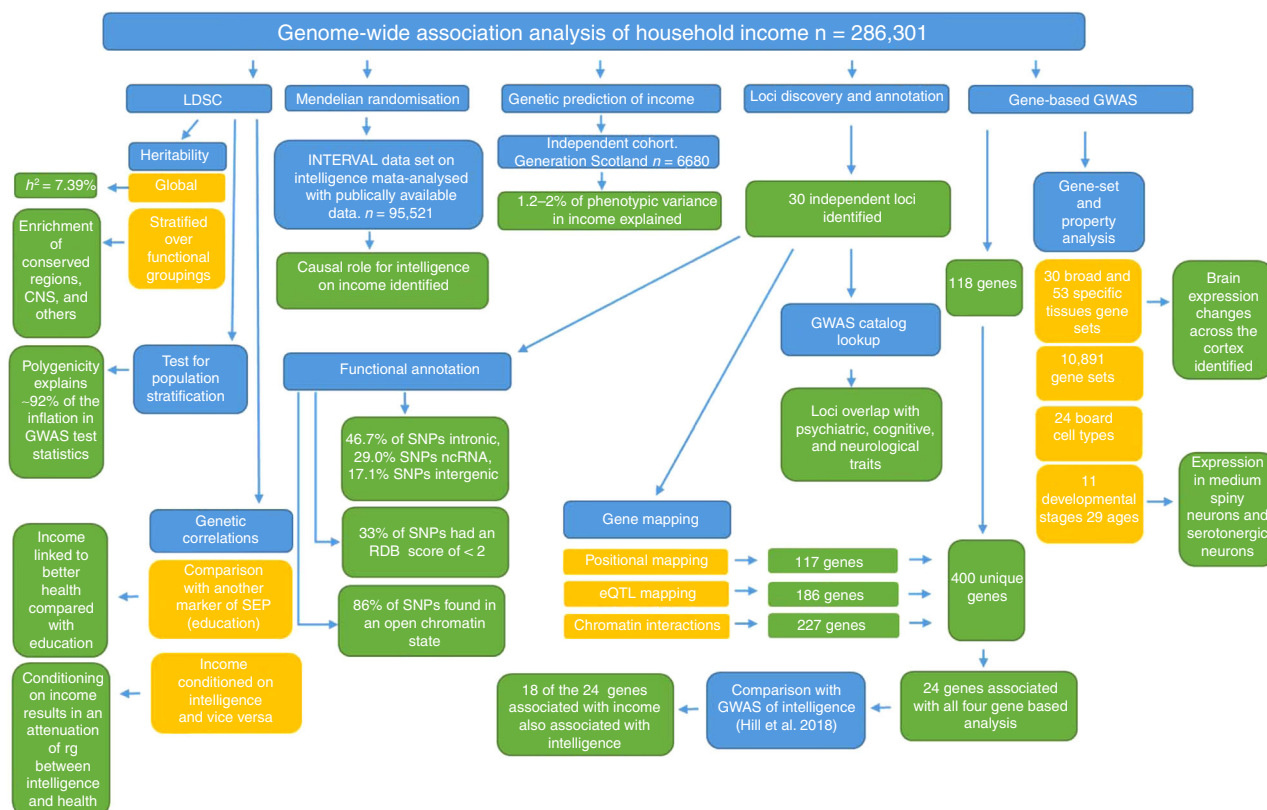 Genome-wide association analysis of household income n = 286,301
LDSC
Mendelian randomisation
Genetic prediction of income
Loci discovery and annotation
Gene-based GWAS
Heritability
Global
h² = 7.39%
Stratified
over
functional
groupings
Enrichment
of
conserved
regions,
CNS, and
others
Test for
population
stratification
Polygenicity
explains
~92% of the
inflation in
GWAS test
statistics
Genetic
correlations
Comparison
with another
marker of SEP
(education)
Income
linked to
better
health
compared
with
education
Income
conditioned
on
intelligence
and vice versa
Conditioning
on income
results in an
attenuation
of rg
between
intelligence
and health
INTERVAL data set on
intelligence mata-analysed
with publically available
data. n = 95,521
Causal role for intelligence
on income identified
Independent cohort.
Generation Scotland n = 6680
1.2–2% of phenotypic variance
in income explained
30 independent loci
identified
Functional annotation
46.7% of SNPs intronic,
29.0% SNPs ncRNA,
17.1% SNPs intergenic
33% of SNPs had an
RDB score of < 2
86% of SNPs found in
an open chromatin
state
GWAS catalog
lookup
Loci overlap with
psychiatric, cognitive,
and neurological
traits
Gene mapping
Positional mapping
117 genes
eQTL mapping
186 genes
Chromatin interactions
227 genes
118 genes
400 unique
genes
24 genes associated
with all four gene based
analysis
Comparison with
GWAS of intelligence
(Hill et al. 2018)
18 of the 24 genes
associated with income
also associated with
intelligence
Gene-set
and
property
analysis
30 broad and
53 specific
tissues gene
sets
Brain
expression
changes
across the
cortex
identified
10,891
gene sets
24 board
cell types
11
developmental
stages 29 ages
Expression
in medium
spiny
neurons and
serotonergic
neurons